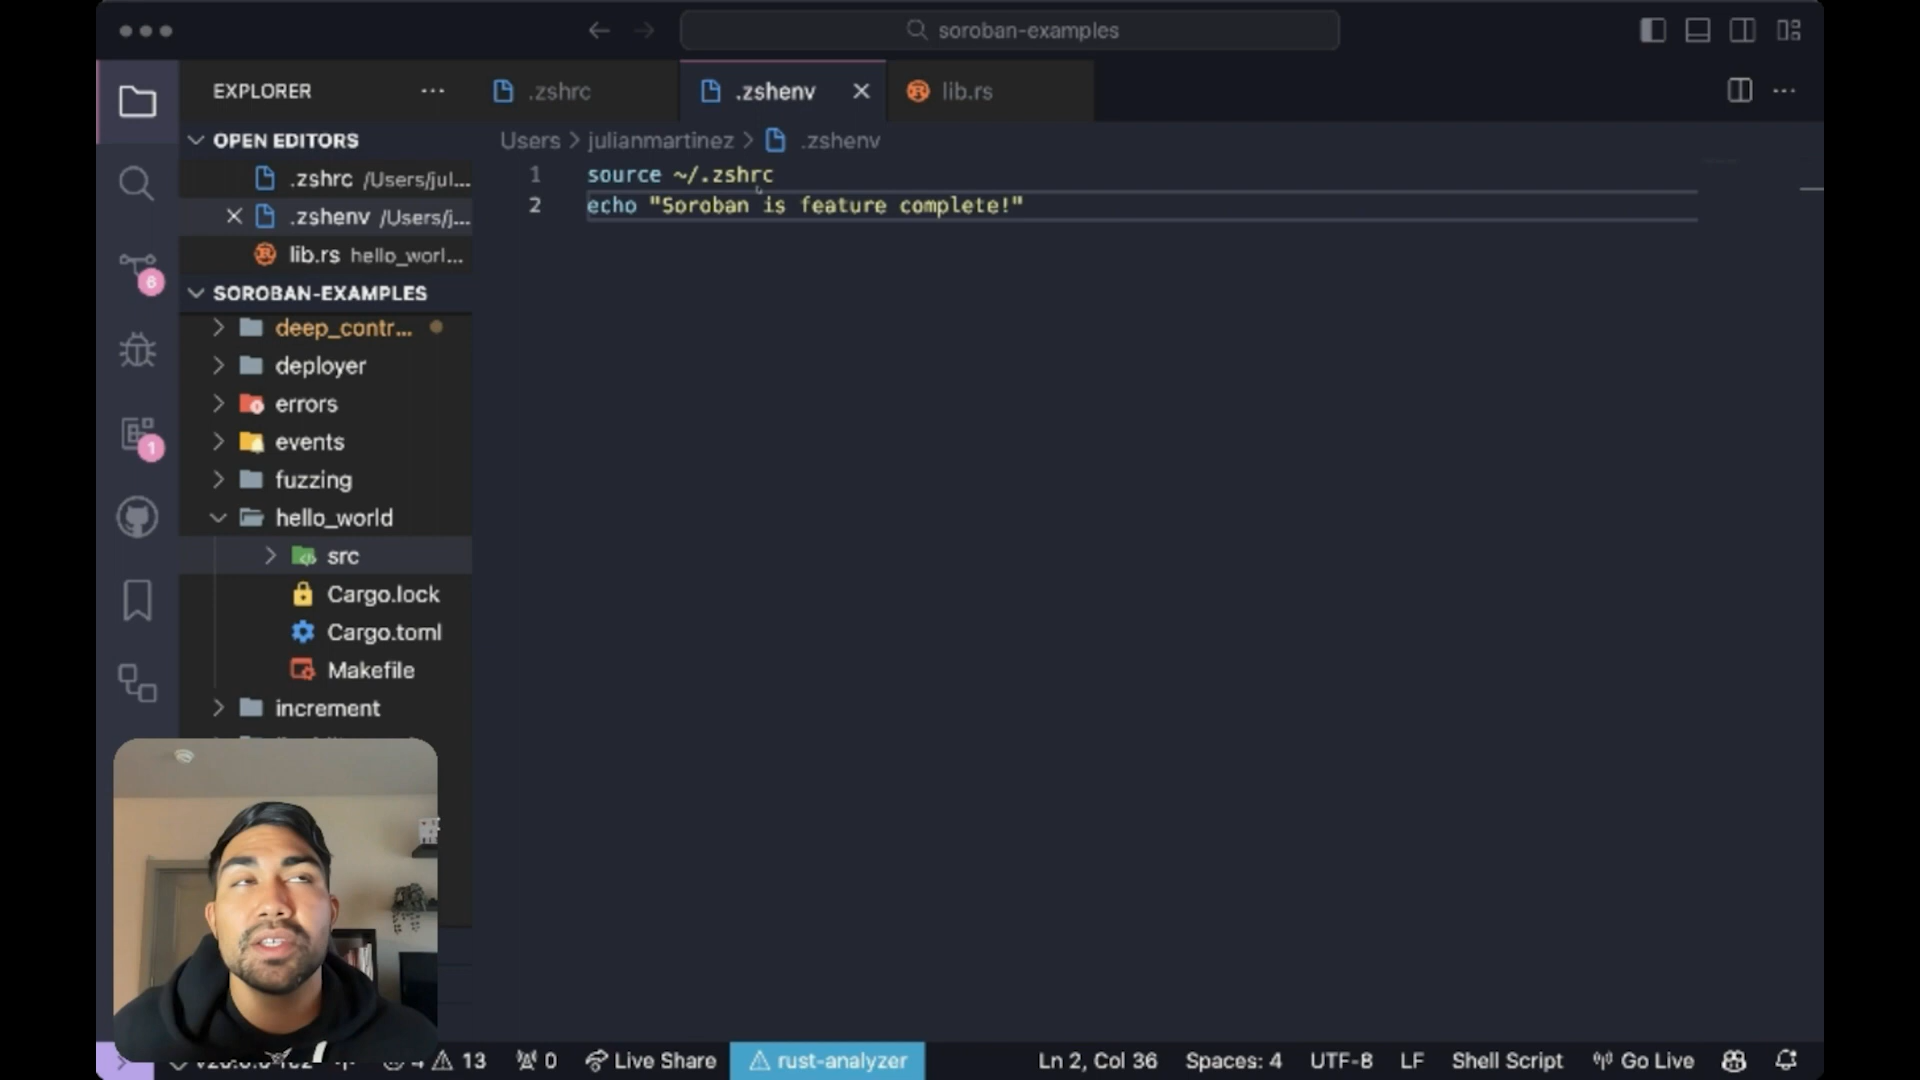 soroban-examples
EXPLORER
.zshrc
.zshenv
lib.rs
OPEN EDITORS
.zshrc /Users/jul...
.zshenv /Users/j...
lib.rs hello_worl...
SOROBAN-EXAMPLES
deep_contr...
deployer
errors
events
fuzzing
hello_world
src
Cargo.lock
Cargo.toml
Makefile
increment
6
1
Users > julianmartinez > .zshenv
1 source ~/.zshrc
2 echo "Soroban is feature complete!"
13
0
Live Share
rust-analyzer
Ln 2, Col 36
Spaces: 4
UTF-8
LF
Shell Script
Go Live